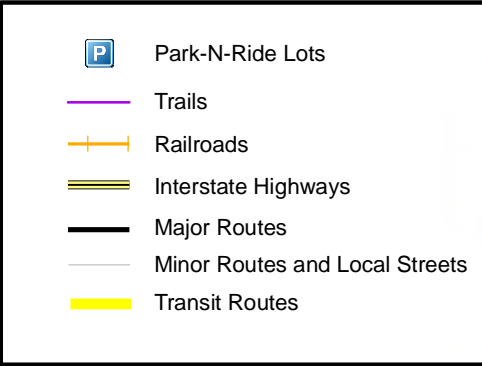 P Park-N-Ride Lots
Trails
Railroads
Interstate Highways
Major Routes
Minor Routes and Local Streets
Transit Routes